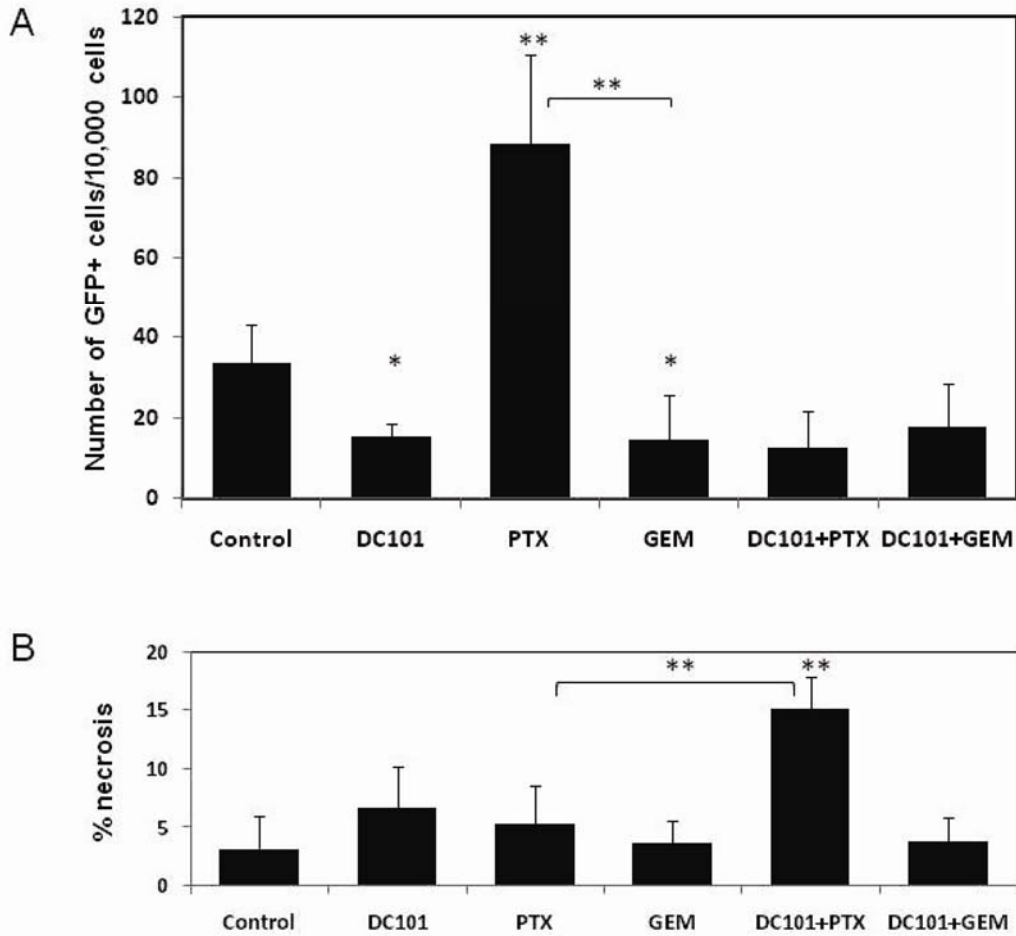 A
Number of GFP+ cells/10,000 cells
120
100
80
60
40
20
0
**
**
*
*
Control DC101 PTX GEM DC101+PTX DC101+GEM
B
% necrosis
20
15
10
5
0
** **
Control DC101 PTX GEM DC101+PTX DC101+GEM